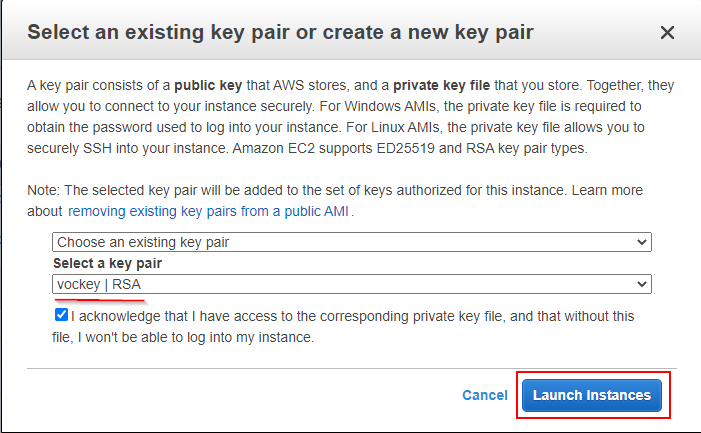 Select an existing key pair or create a new key pair
A key pair consists of a public key that AWS stores, and a private key file that you store. Together, they
allow you to connect to your instance securely. For Windows AMIs, the private key file is required to
obtain the password used to log into your instance. For Linux AMIs, the private key file allows you to
securely SSH into your instance. Amazon EC2 supports ED25519 and RSA key pair types.
Note: The selected key pair will be added to the set of keys authorized for this instance. Learn more
about removing existing key pairs from a public AMI .
Choose an existing key pair
Select a key pair
vockey | RSA
I acknowledge that I have access to the corresponding private key file, and that without this
file, I won't be able to log into my instance.
Cancel Launch Instances